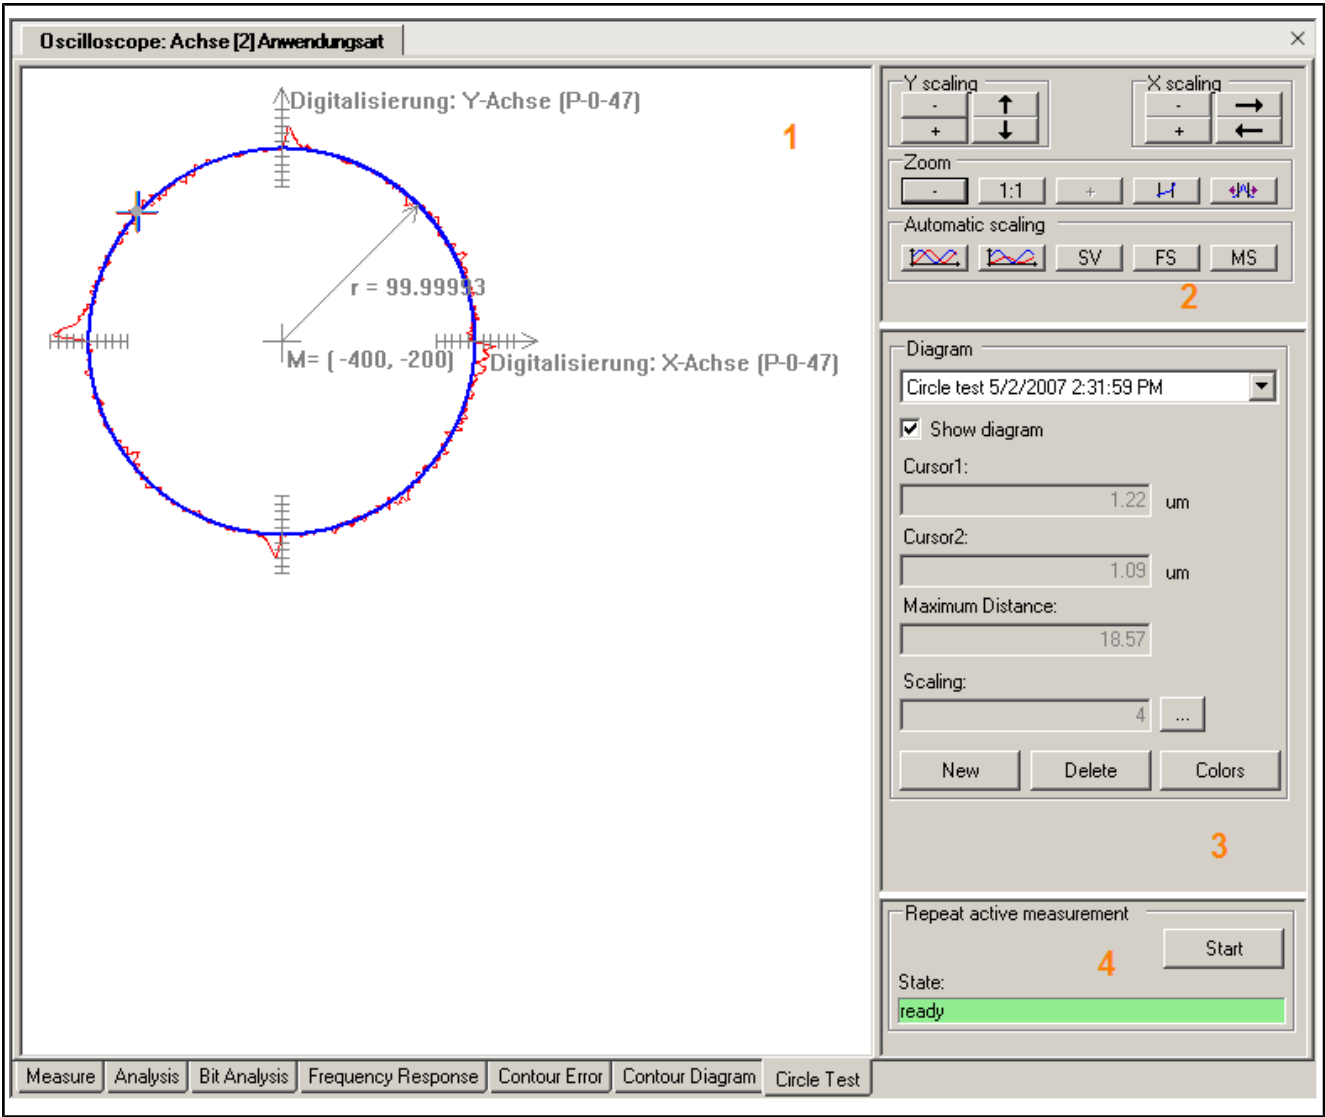 Oscilloscope: Achse [2] Anwendungsart
Digitalisierung: Y-Achse (P-0-47)
1
r = 99.99993
M= ( -400, -200)
Digitalisierung: X-Achse (P-0-47)
Y scaling
-
+
X scaling
-
+
Zoom
-
1:1
+
Automatic scaling
SV
FS
MS
2
Diagram
Circle test 5/2/2007 2:31:59 PM
Show diagram
Cursor1:
1.22 um
Cursor2:
1.09 um
Maximum Distance:
18.57
Scaling:
4 ...
New Delete Colors
3
Repeat active measurement
Start
4
State:
ready
Measure Analysis Bit Analysis Frequency Response Contour Error Contour Diagram Circle Test